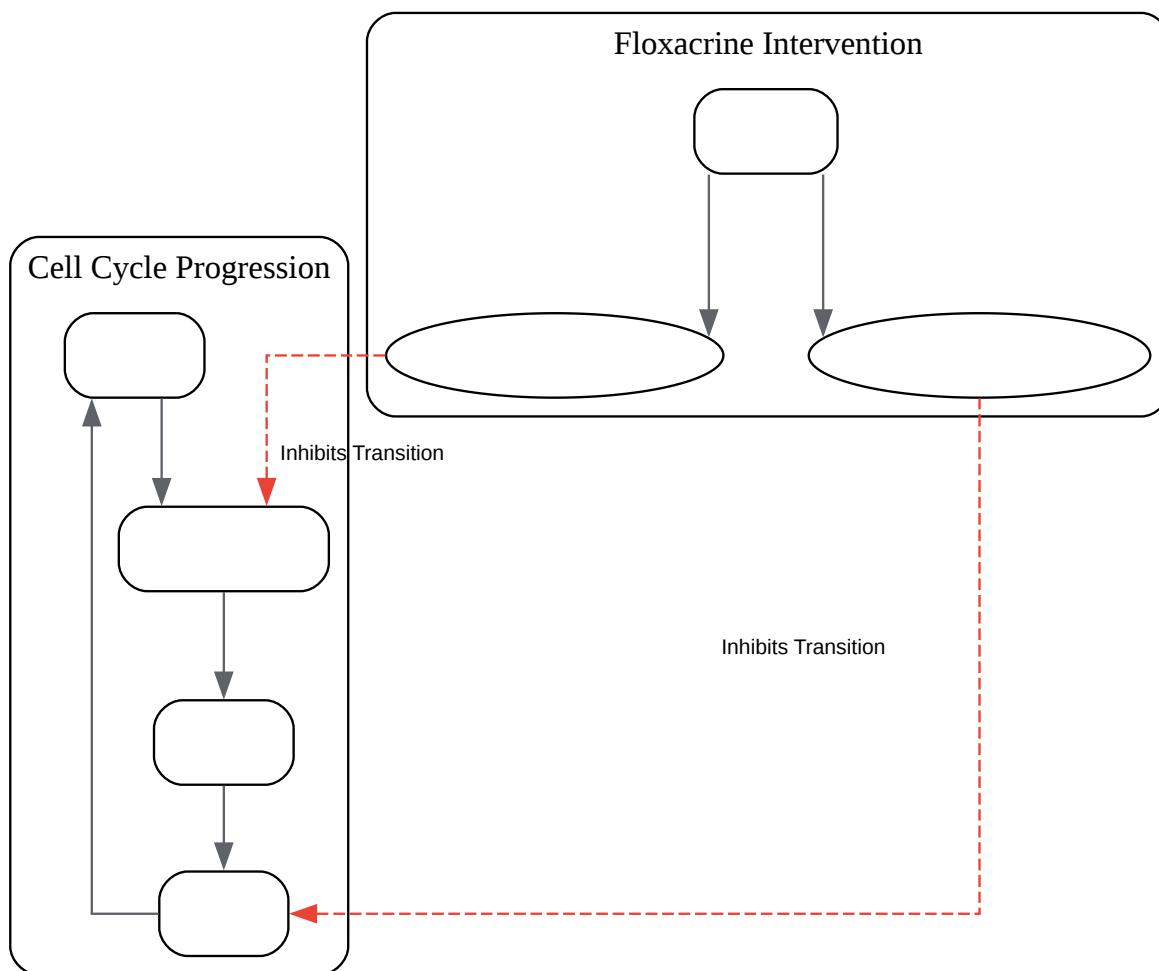 Floxacrine Intervention
Cell Cycle Progression
Inhibits Transition
Inhibits Transition